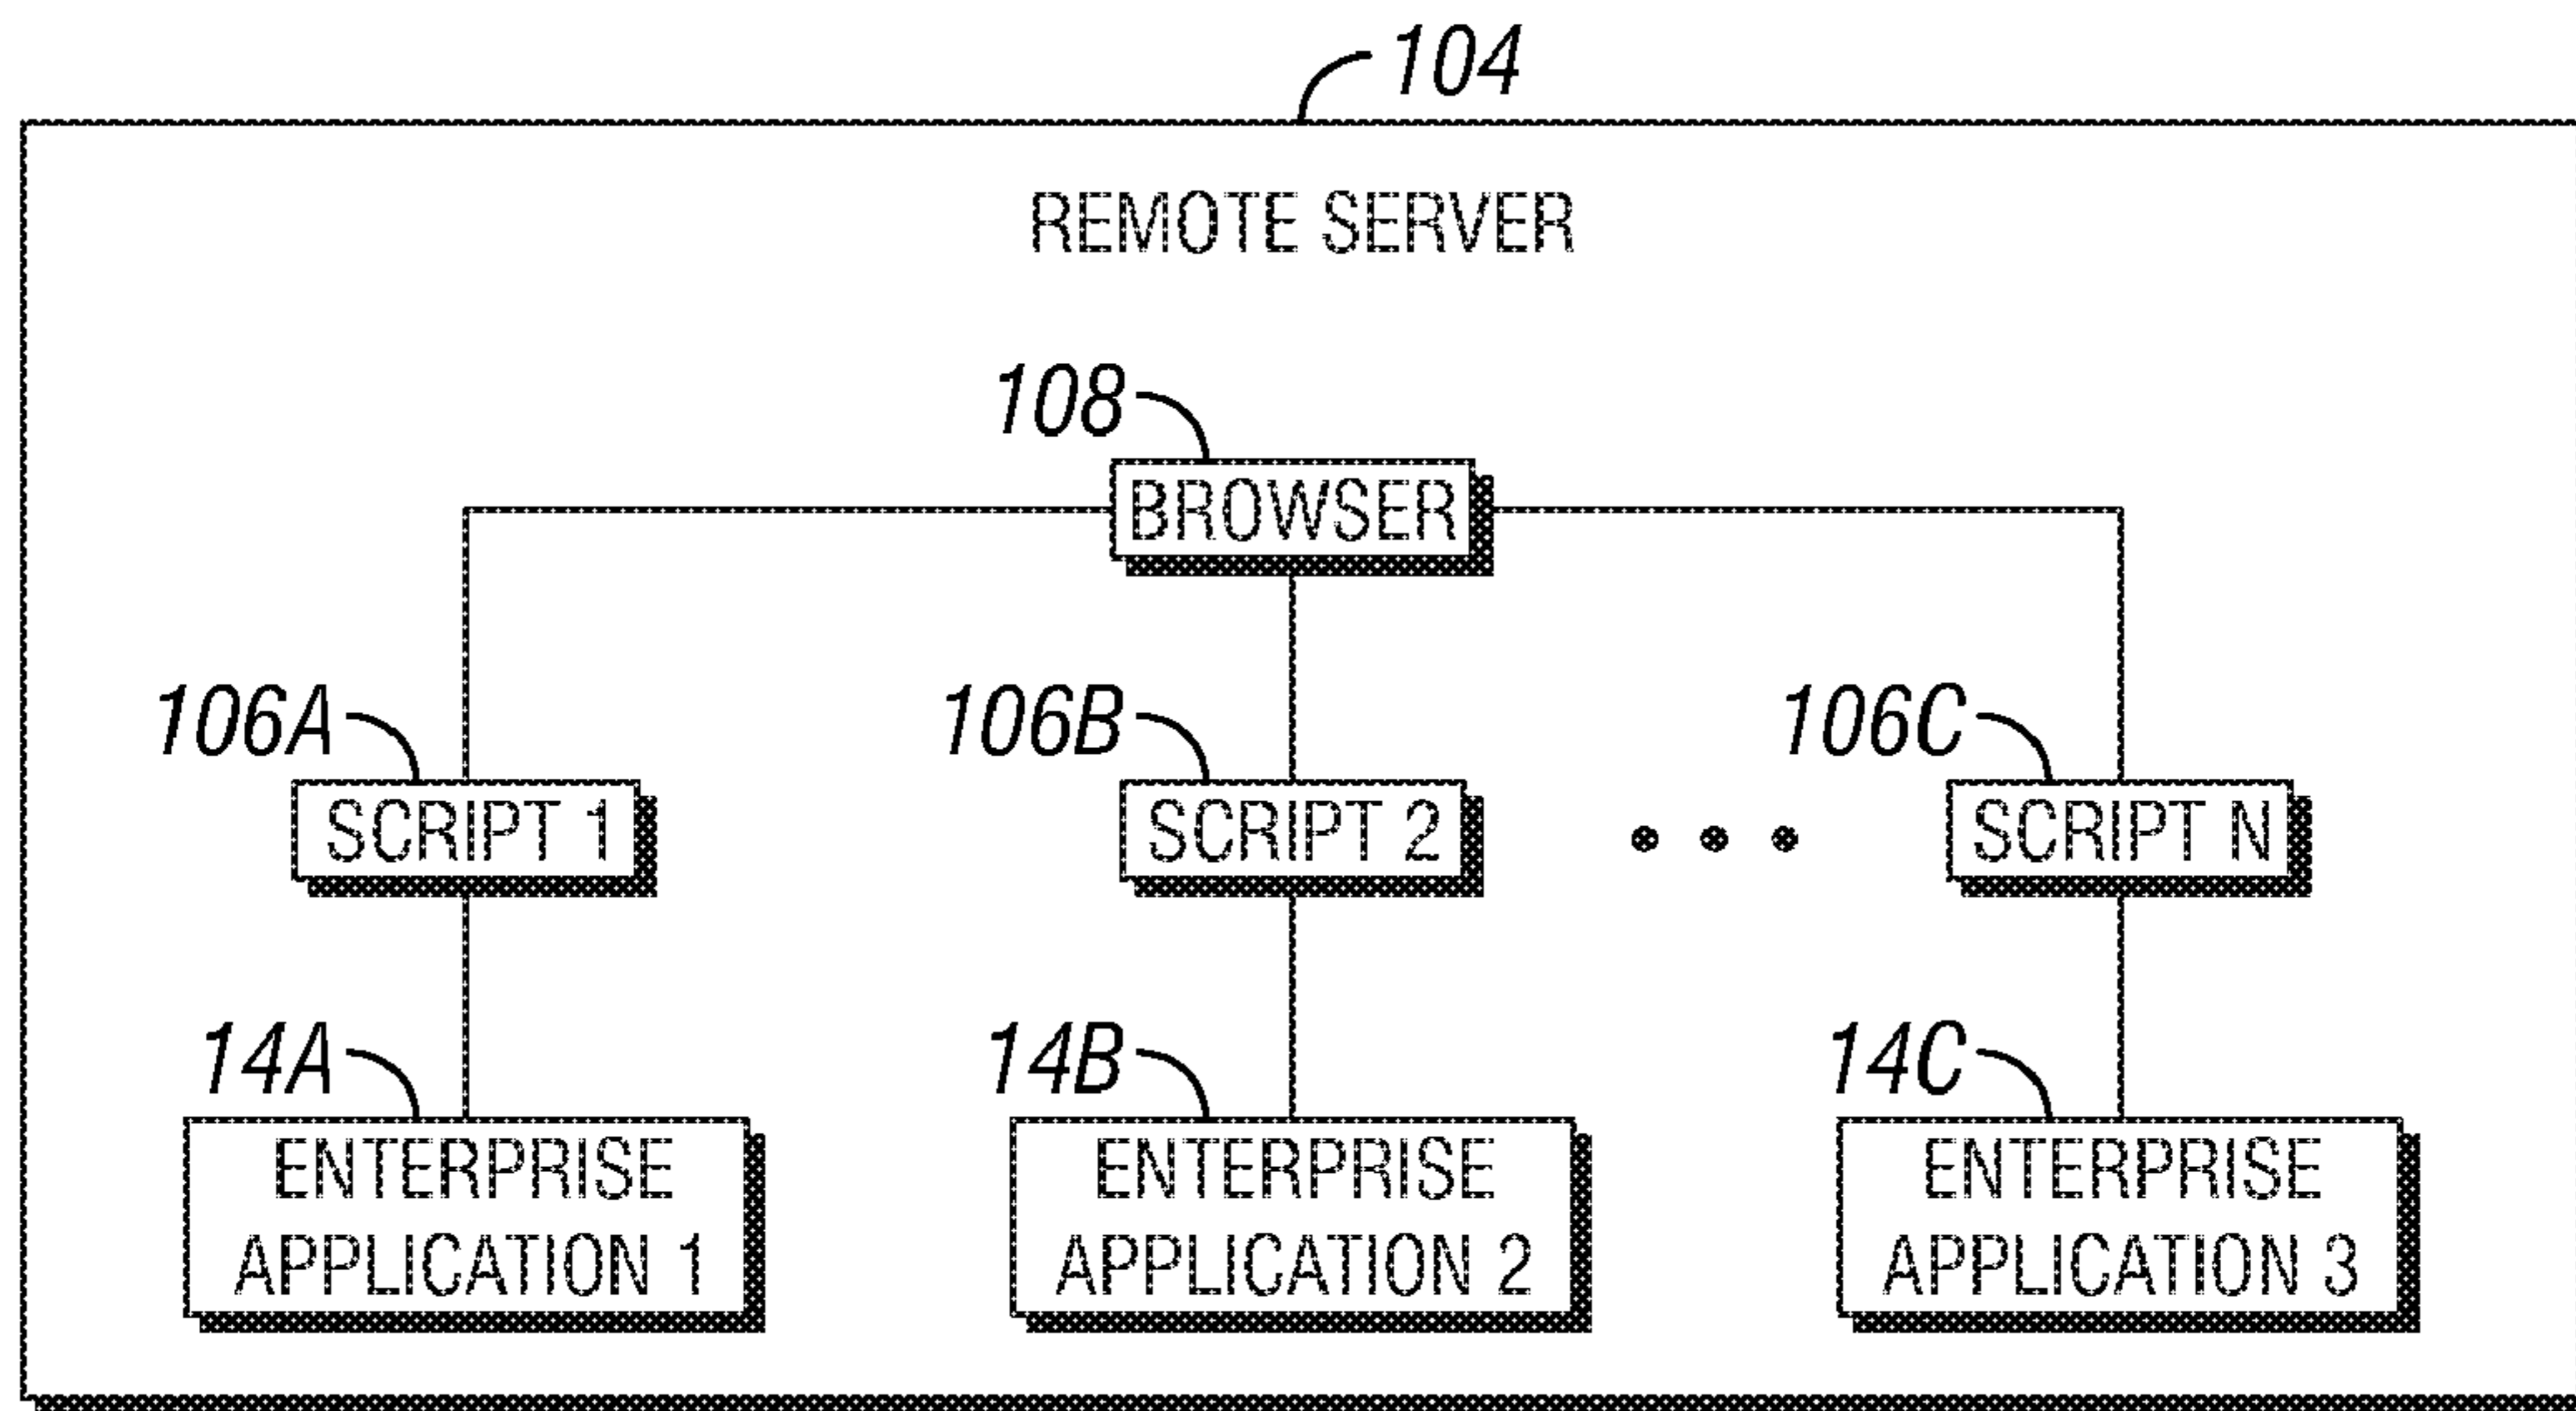 104
REMOTE SERVER
108
BROWSER
106A
106B
106C
SCRIPT 1
SCRIPT 2
SCRIPT N
14A
14B
14C
ENTERPRISE
APPLICATION 1
ENTERPRISE
APPLICATION 2
ENTERPRISE
APPLICATION 3